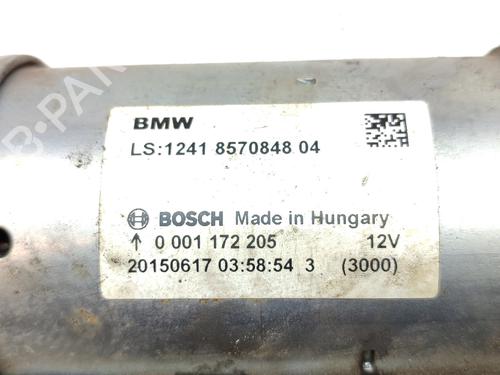 BMW
LS:1241 8570848 04
BOSCH Made in Hungary
↑ 0 001 172 205 12V
20150617 03:58:54 3 (3000)
B-PARTS